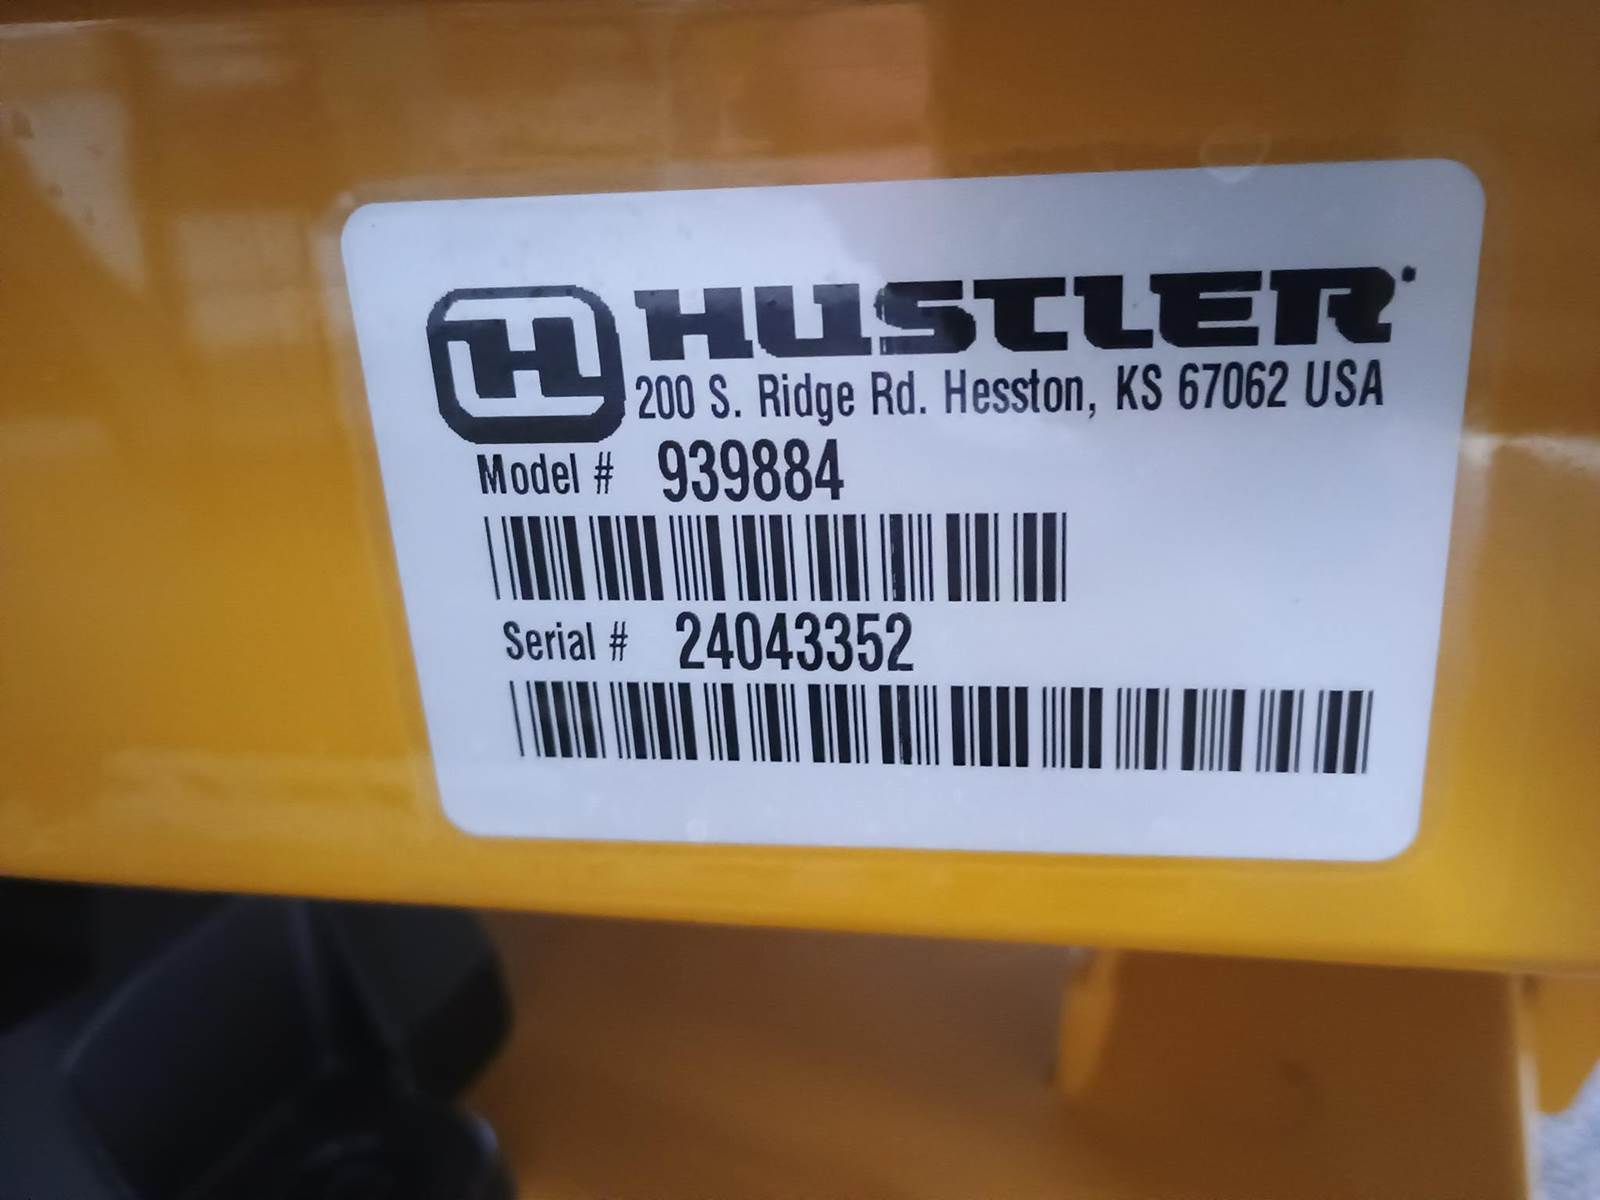 H HUSTLER
200 S. Ridge Rd. Hesston, KS 67062 USA
Model # 939884
Serial # 24043352